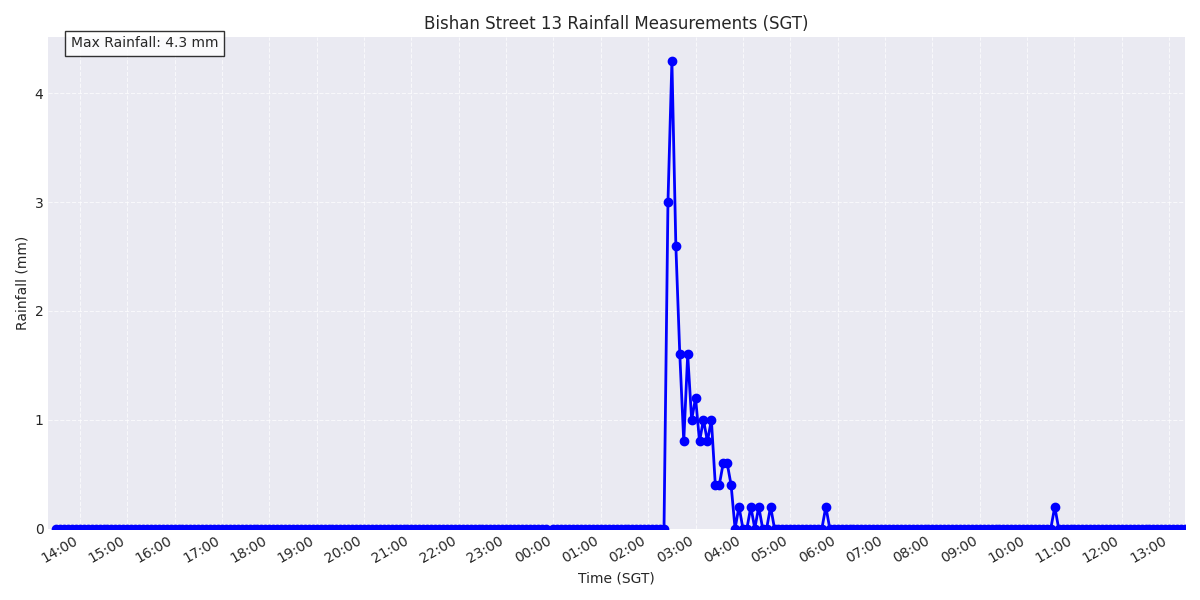 Bishan Street 13 Rainfall Measurements (SGT)
Max Rainfall: 4.3 mm
Rainfall (mm)
4
3
2
1
0
14:00 15:00 16:00 17:00 18:00 19:00 20:00 21:00 22:00 23:00 00:00 01:00 02:00 03:00 04:00 05:00 06:00 07:00 08:00 09:00 10:00 11:00 12:00 13:00
Time (SGT)